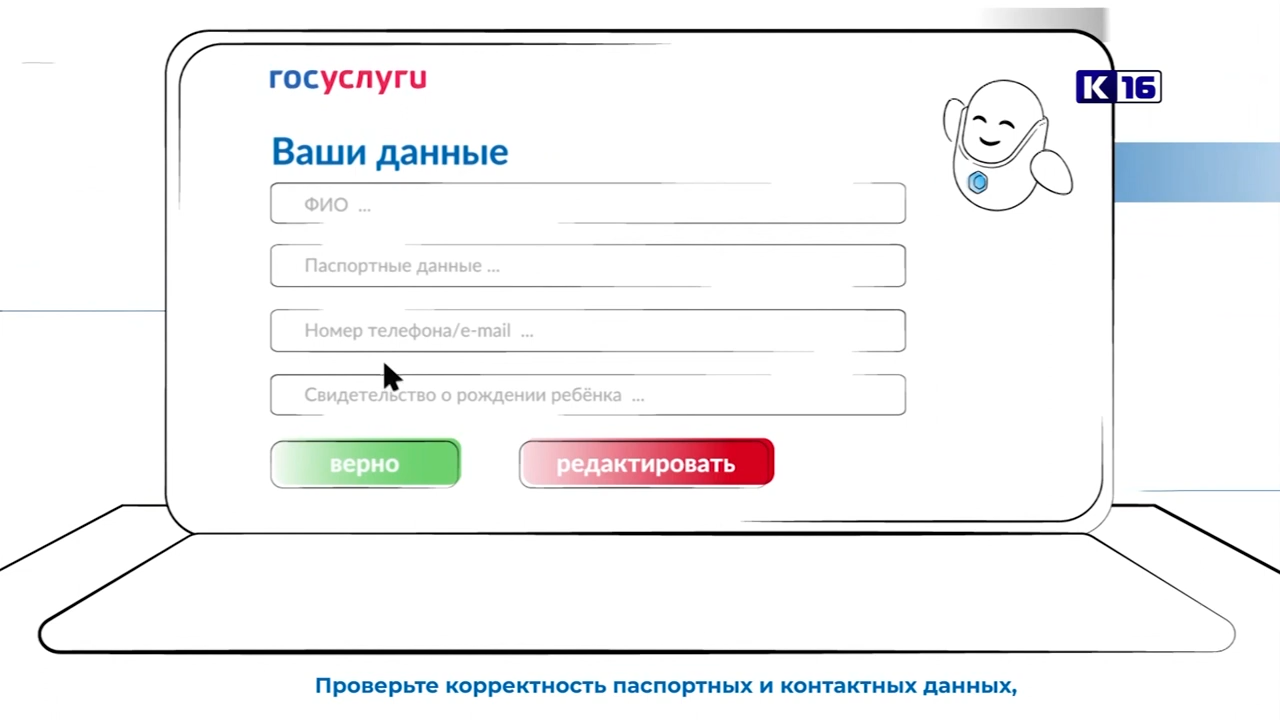 госуслуги
К 16
Ваши данные
ФИО ...
Паспортные данные ...
Номер телефона/e-mail ...
Свидетельство о рождении ребёнка ...
верно
редактировать
Проверьте корректность паспортных и контактных данных,